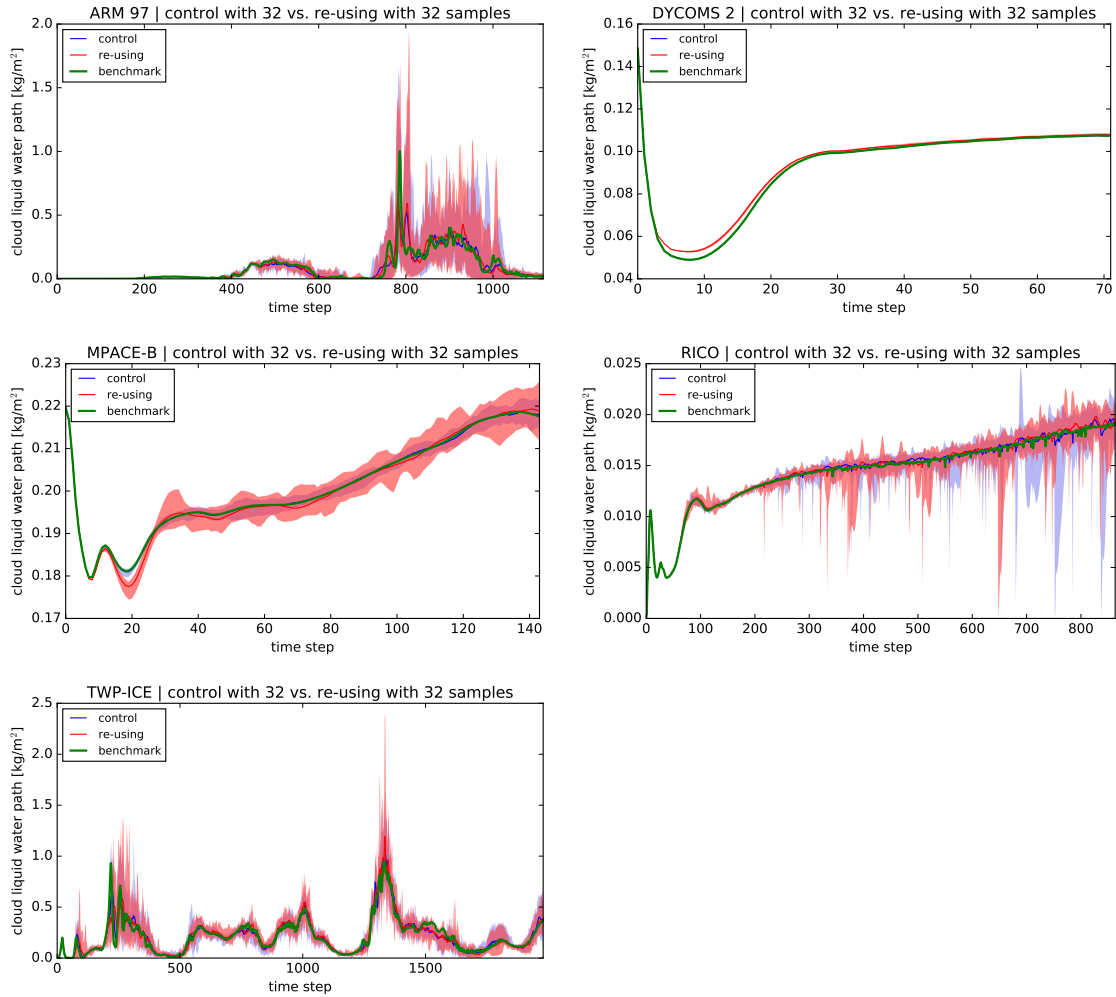 ARM 97 | control with 32 vs. re-using with 32 samples
cloud liquid water path [kg/m²]
2.0
1.5
1.0
0.5
0.0
control
re-using
benchmark
0 200 400 600 800 1000
time step
DYCOMS 2 | control with 32 vs. re-using with 32 samples
cloud liquid water path [kg/m²]
0.16
0.14
0.12
0.10
0.08
0.06
0.04
control
re-using
benchmark
0 10 20 30 40 50 60 70
time step
MPACE-B | control with 32 vs. re-using with 32 samples
cloud liquid water path [kg/m²]
0.23
0.22
0.21
0.20
0.19
0.18
0.17
control
re-using
benchmark
0 20 40 60 80 100 120 140
time step
RICO | control with 32 vs. re-using with 32 samples
cloud liquid water path [kg/m²]
0.025
0.020
0.015
0.010
0.005
0.000
control
re-using
benchmark
0 100 200 300 400 500 600 700 800
time step
TWP-ICE | control with 32 vs. re-using with 32 samples
cloud liquid water path [kg/m²]
2.5
2.0
1.5
1.0
0.5
0.0
control
re-using
benchmark
0 500 1000 1500
time step